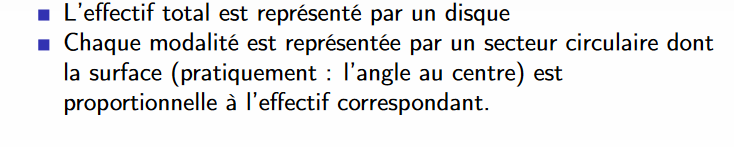 L'effectif total est représenté par un disque
Chaque modalité est représentée par un secteur circulaire dont
la surface (pratiquement : l'angle au centre) est
proportionnelle à l'effectif correspondant.